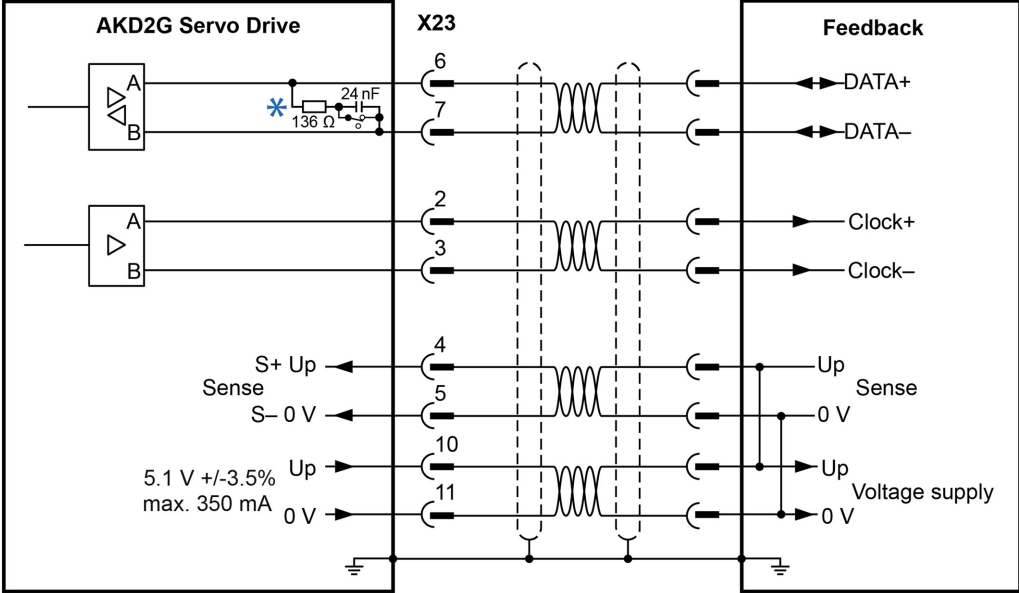 AKD2G Servo Drive
X23
Feedback
A
B
*
136 Ω
24 nF
6
7
DATA+
DATA–
A
B
2
3
Clock+
Clock–
S+ Up
Sense
S– 0 V
4
5
Up
Sense
0 V
5.1 V +/-3.5%
max. 350 mA
Up
0 V
10
11
Up
Voltage supply
0 V